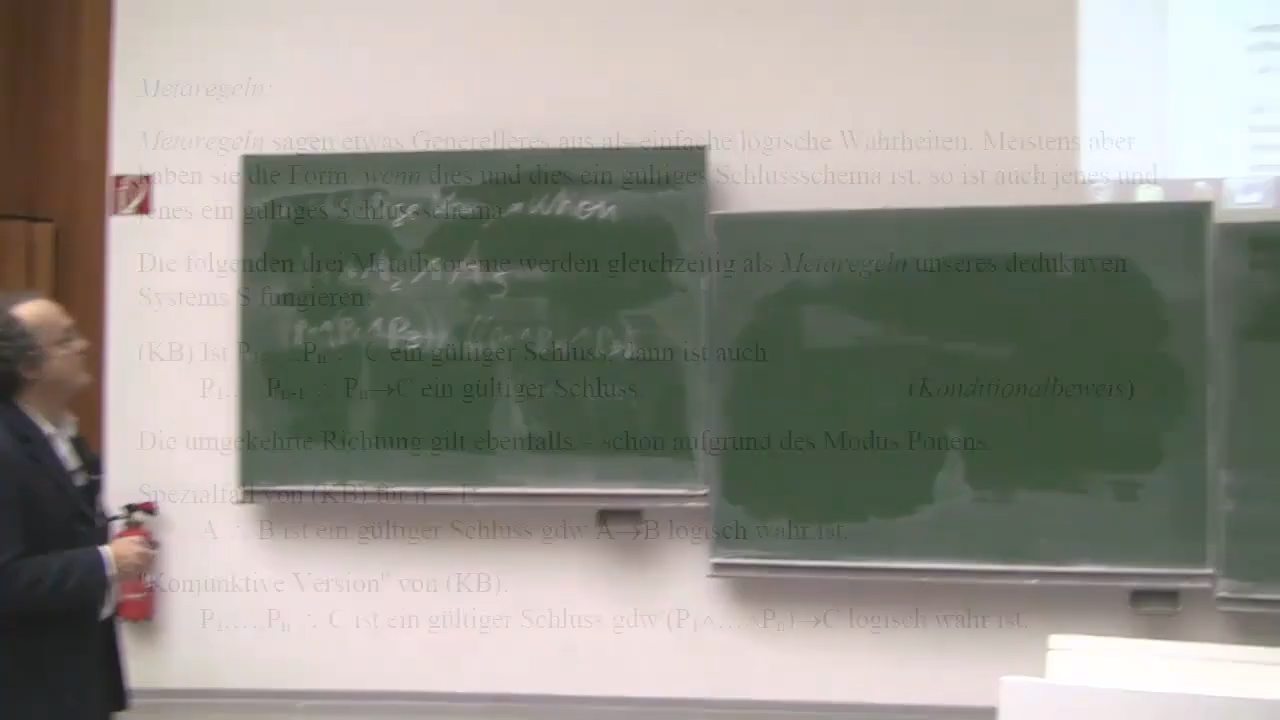 Metaregeln:
Metaregeln sagen etwas Generelleres aus als einfache logische Wahrheiten. Meistens aber
haben sie die Form, wenn dies und dies ein gültiges Schlussschema ist, so ist auch jenes und
jenes ein gültiges Schlussschema.
Die folgenden drei Metatheoreme werden gleichzeitig als Metaregeln unseres deduktiven
Systems S fungieren:
(KB) Ist P₁,…,Pₙ ∴ C ein gültiger Schluss, dann ist auch
P₁,… Pₙ₋₁ ∴ Pₙ→C ein gültiger Schluss. (Konditionalbeweis)
Die umgekehrte Richtung gilt ebenfalls – schon aufgrund des Modus Ponens.
Spezialfall von (KB) für n = 1:
A ∴ B ist ein gültiger Schluss gdw A→B logisch wahr ist.
"Konjunktive Version" von (KB).
P₁,…,Pₙ ∴ C ist ein gültiger Schluss gdw (P₁∧…∧Pₙ)→C logisch wahr ist.